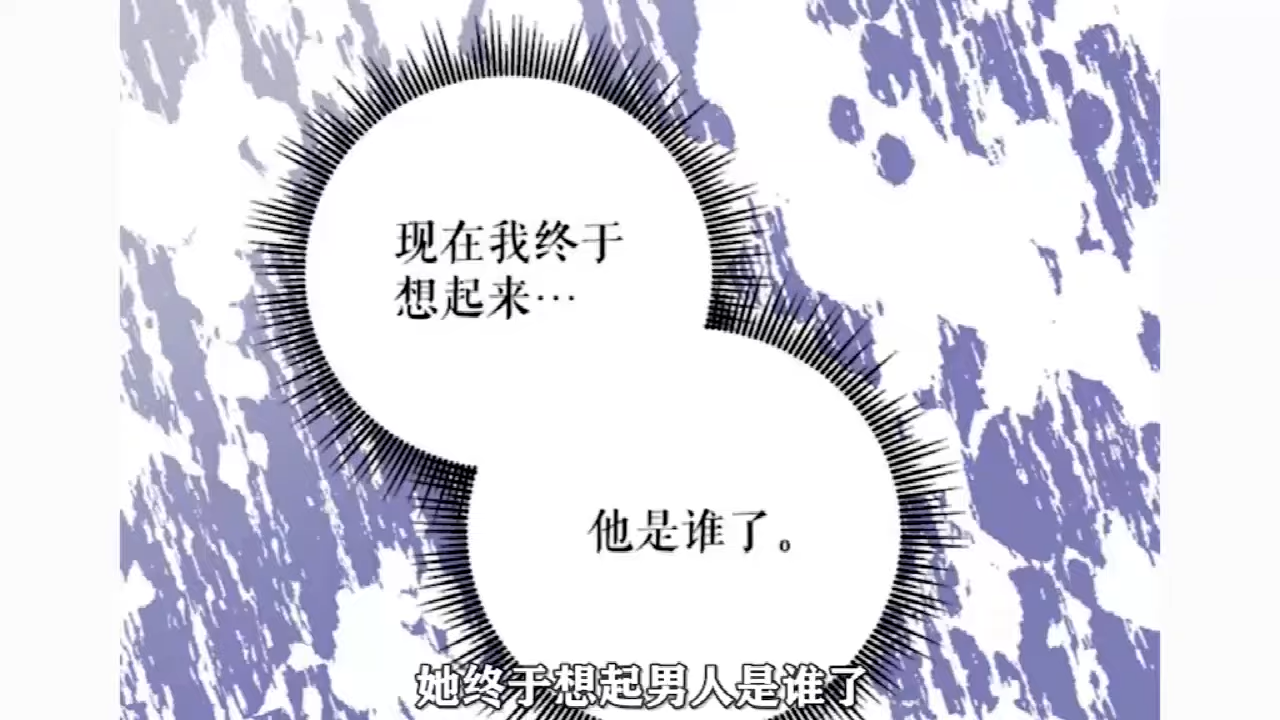 现在我终于
想起来…
他是谁了。
她终于想起男人是谁了